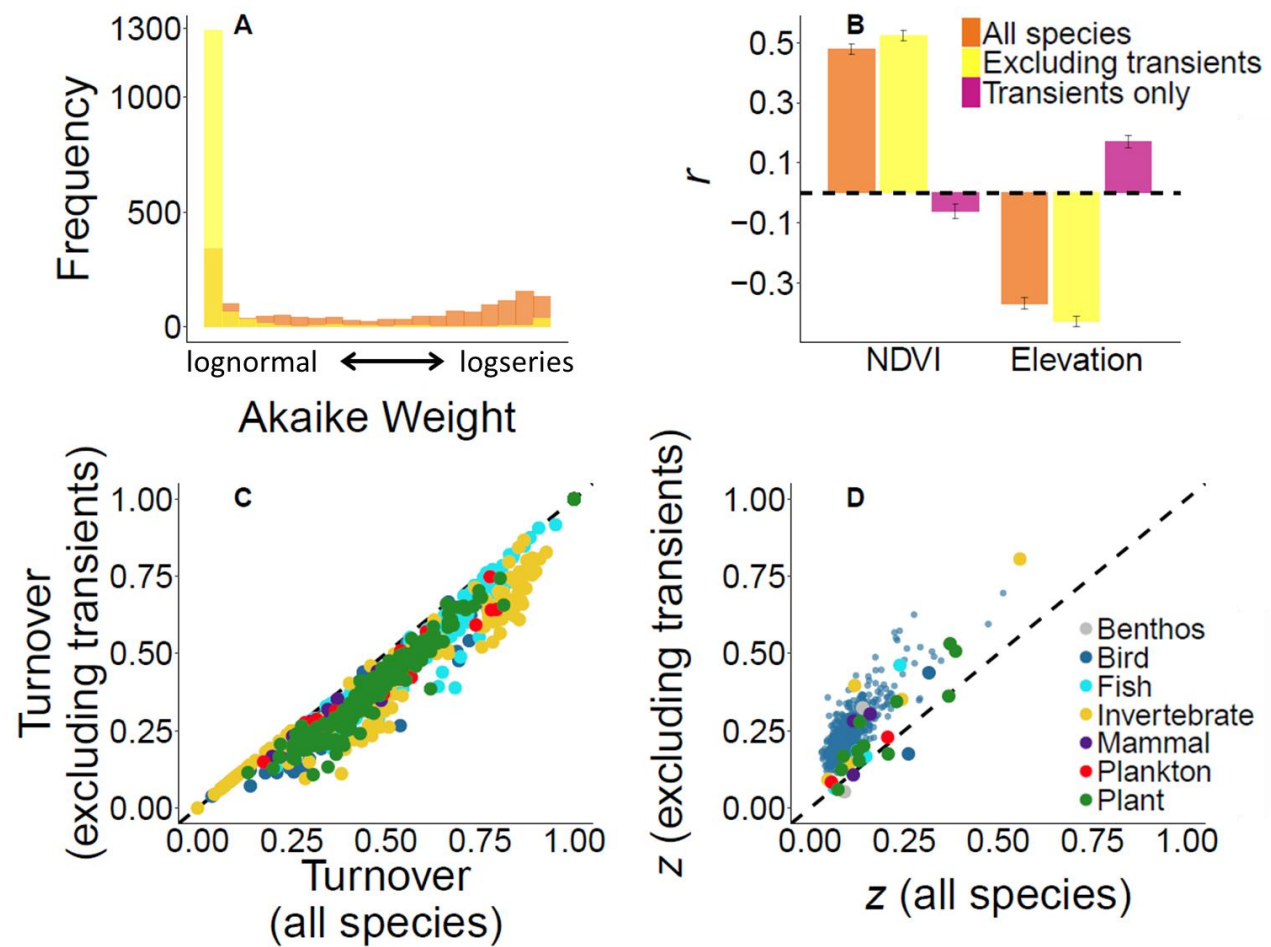 A
1300
1000
500
0
Frequency
lognormal
logseries
Akaike Weight
B
All species
Excluding transients
Transients only
0.5
0.3
0.1
−0.1
−0.3
r
NDVI
Elevation
C
1.00
0.75
0.50
0.25
0.00
Turnover
(excluding transients)
0.00 0.25 0.50 0.75 1.00
Turnover
(all species)
D
1.00
0.75
0.50
0.25
0.00
z (excluding transients)
Benthos
Bird
Fish
Invertebrate
Mammal
Plankton
Plant
0.00 0.25 0.50 0.75 1.00
z (all species)